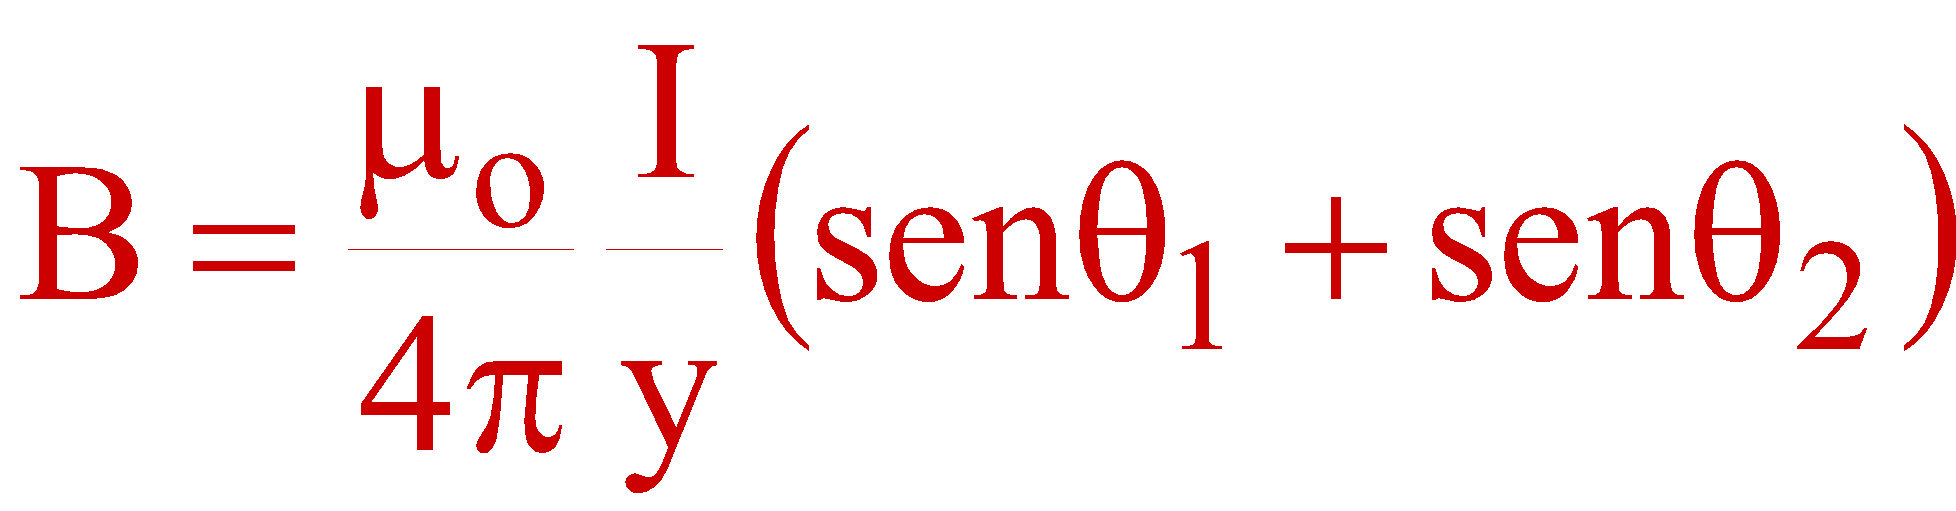 B = μo/4π I/y (senθ1 + senθ2)